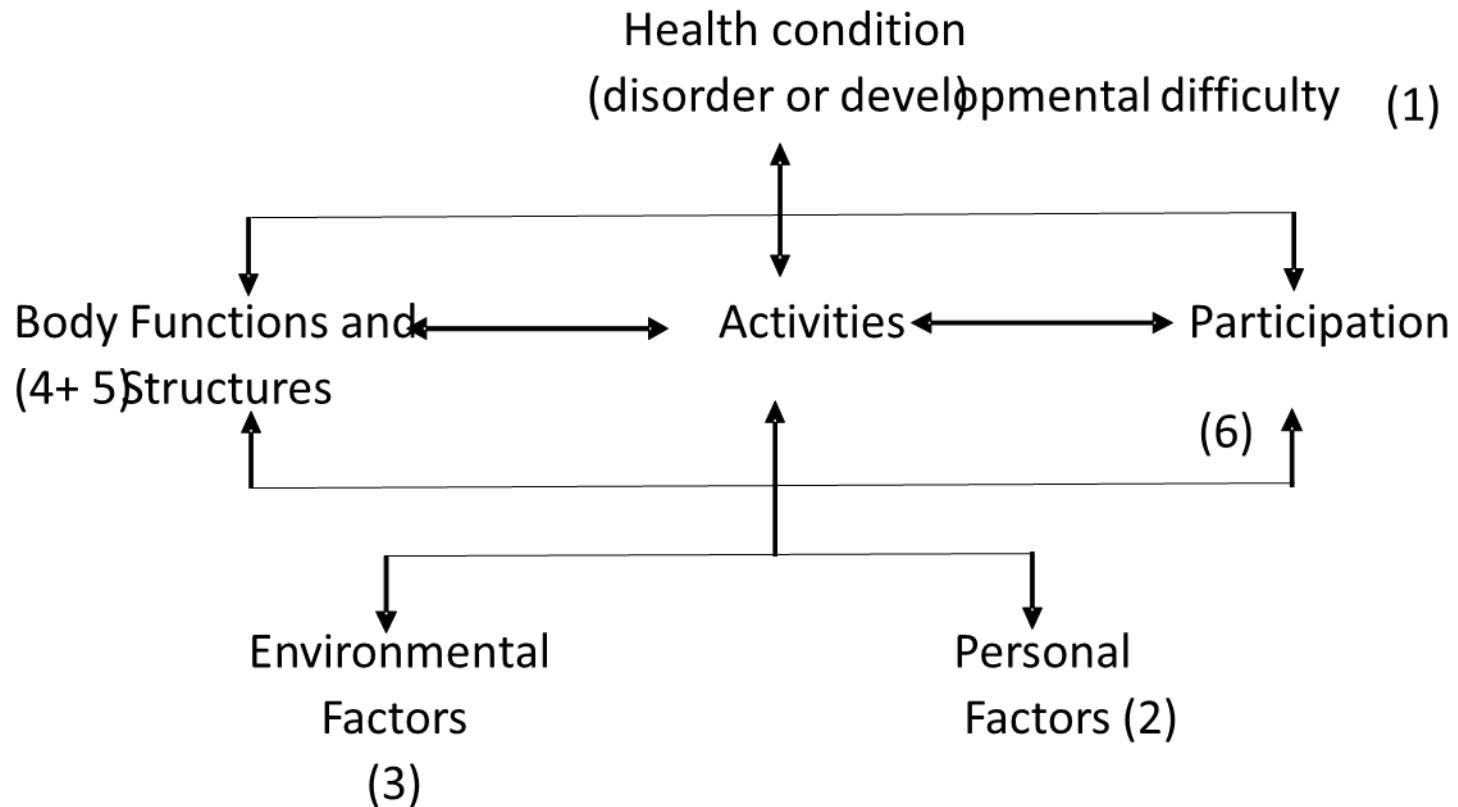 Health condition
(disorder or developmental difficulty) (1)
Body Functions and
(4+ 5)Structures
Activities
Participation
(6)
Environmental
Factors
(3)
Personal
Factors (2)